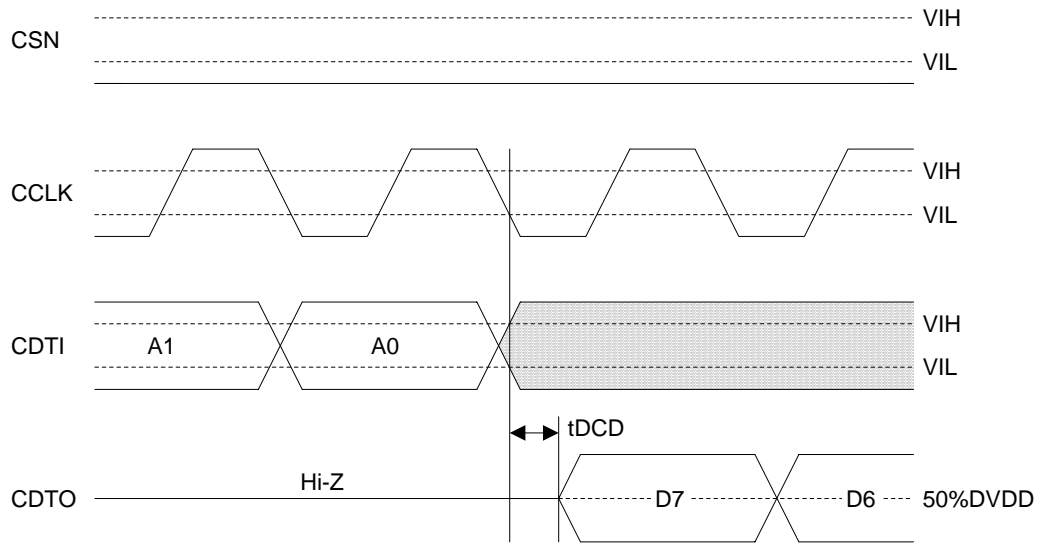 CSN
VIH
VIL
CCLK
VIH
VIL
CDTI
A1
A0
VIH
VIL
tDCD
CDTO
Hi-Z
D7
D6
50%DVDD